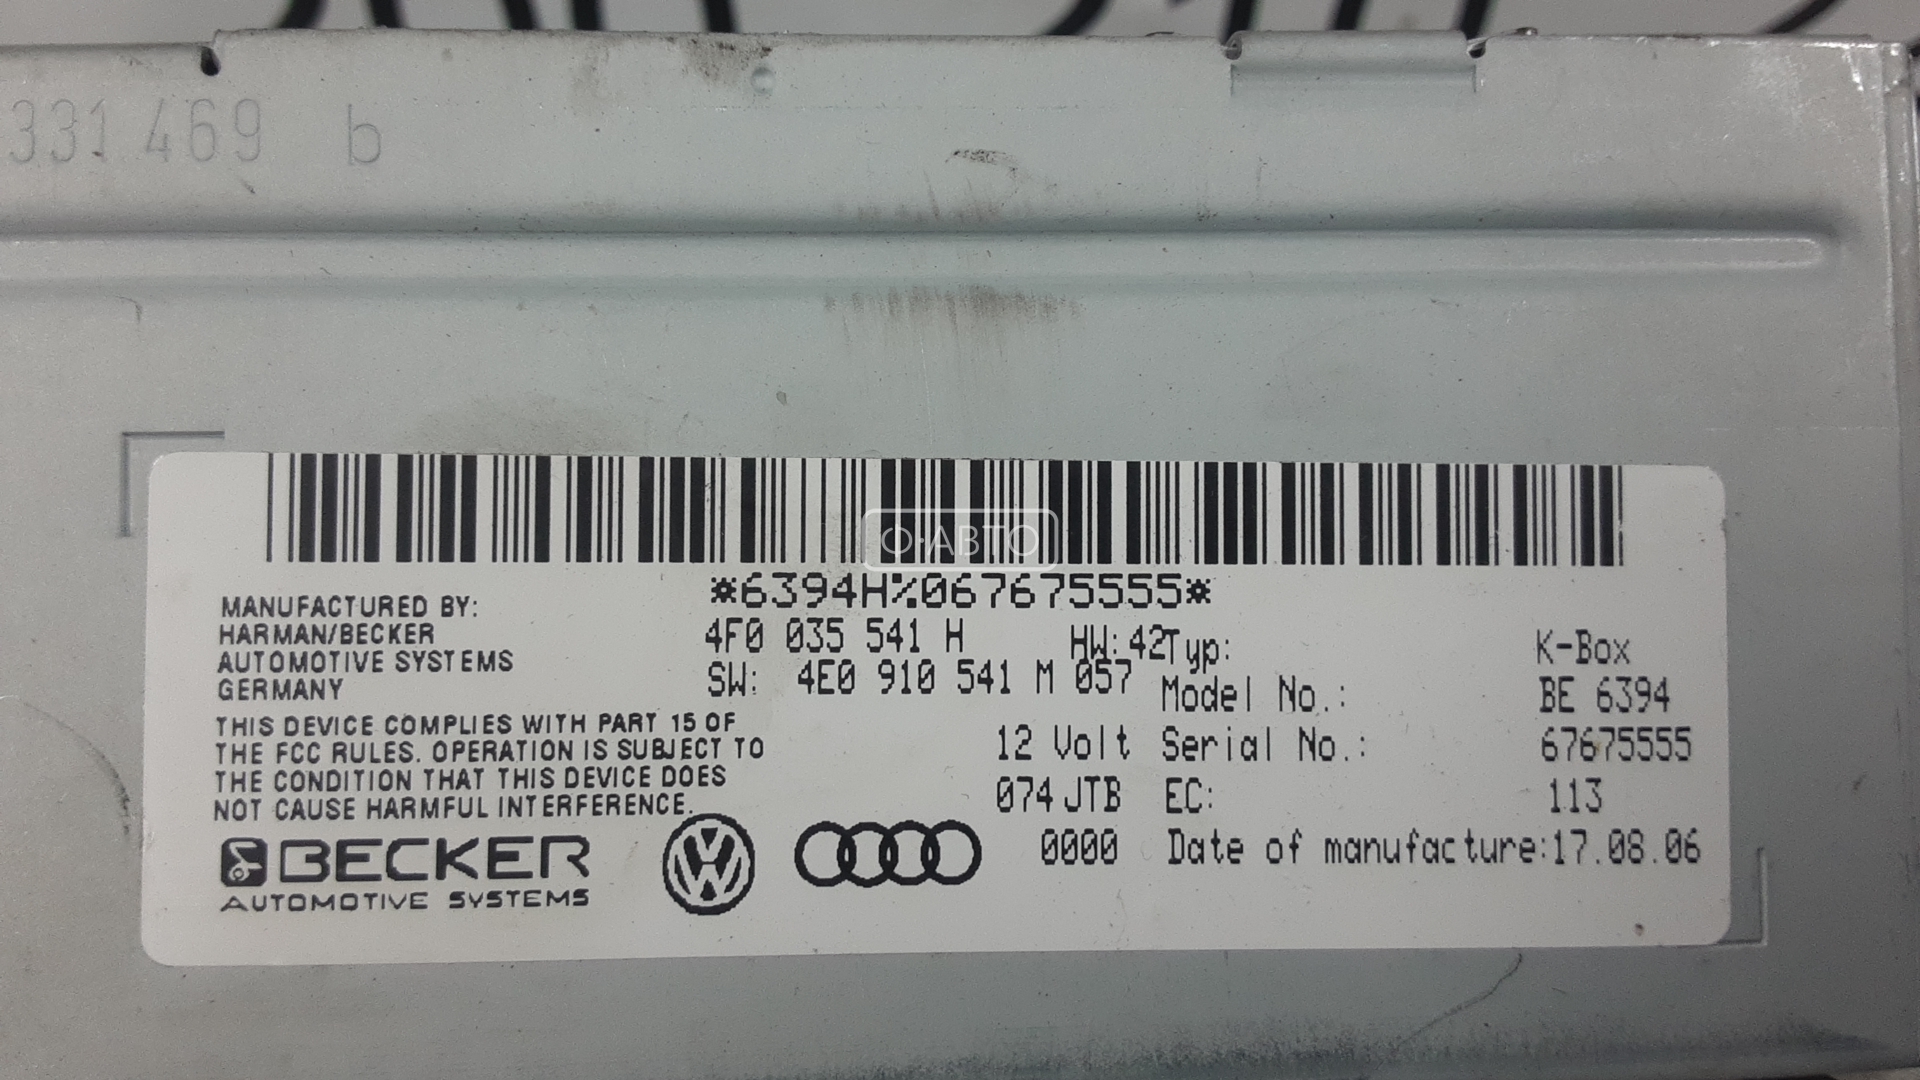 331 469 b
О·АВТО
*6394H%067675555*
MANUFACTURED BY:
HARMAN/BECKER
AUTOMOTIVE SYSTEMS
GERMANY
4F0 035 541 H HW: 42
SW: 4E0 910 541 M 057
Typ: K-Box
Model No.: BE 6394
12 Volt Serial No.: 67675555
074 JTB EC: 113
0000 Date of manufacture:17.08.06
THIS DEVICE COMPLIES WITH PART 15 OF
THE FCC RULES. OPERATION IS SUBJECT TO
THE CONDITION THAT THIS DEVICE DOES
NOT CAUSE HARMFUL INTERFERENCE.
BECKER
AUTOMOTIVE SYSTEMS